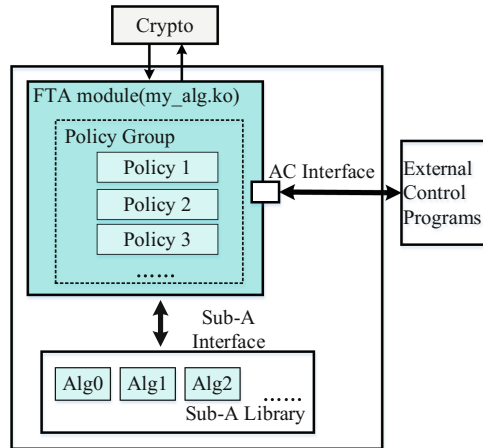 Crypto
FTA module(my_alg.ko)
Policy Group
Policy 1
Policy 2
Policy 3
......
AC Interface
External
Control
Programs
Sub-A
Interface
Alg0 Alg1 Alg2 ......
Sub-A Library